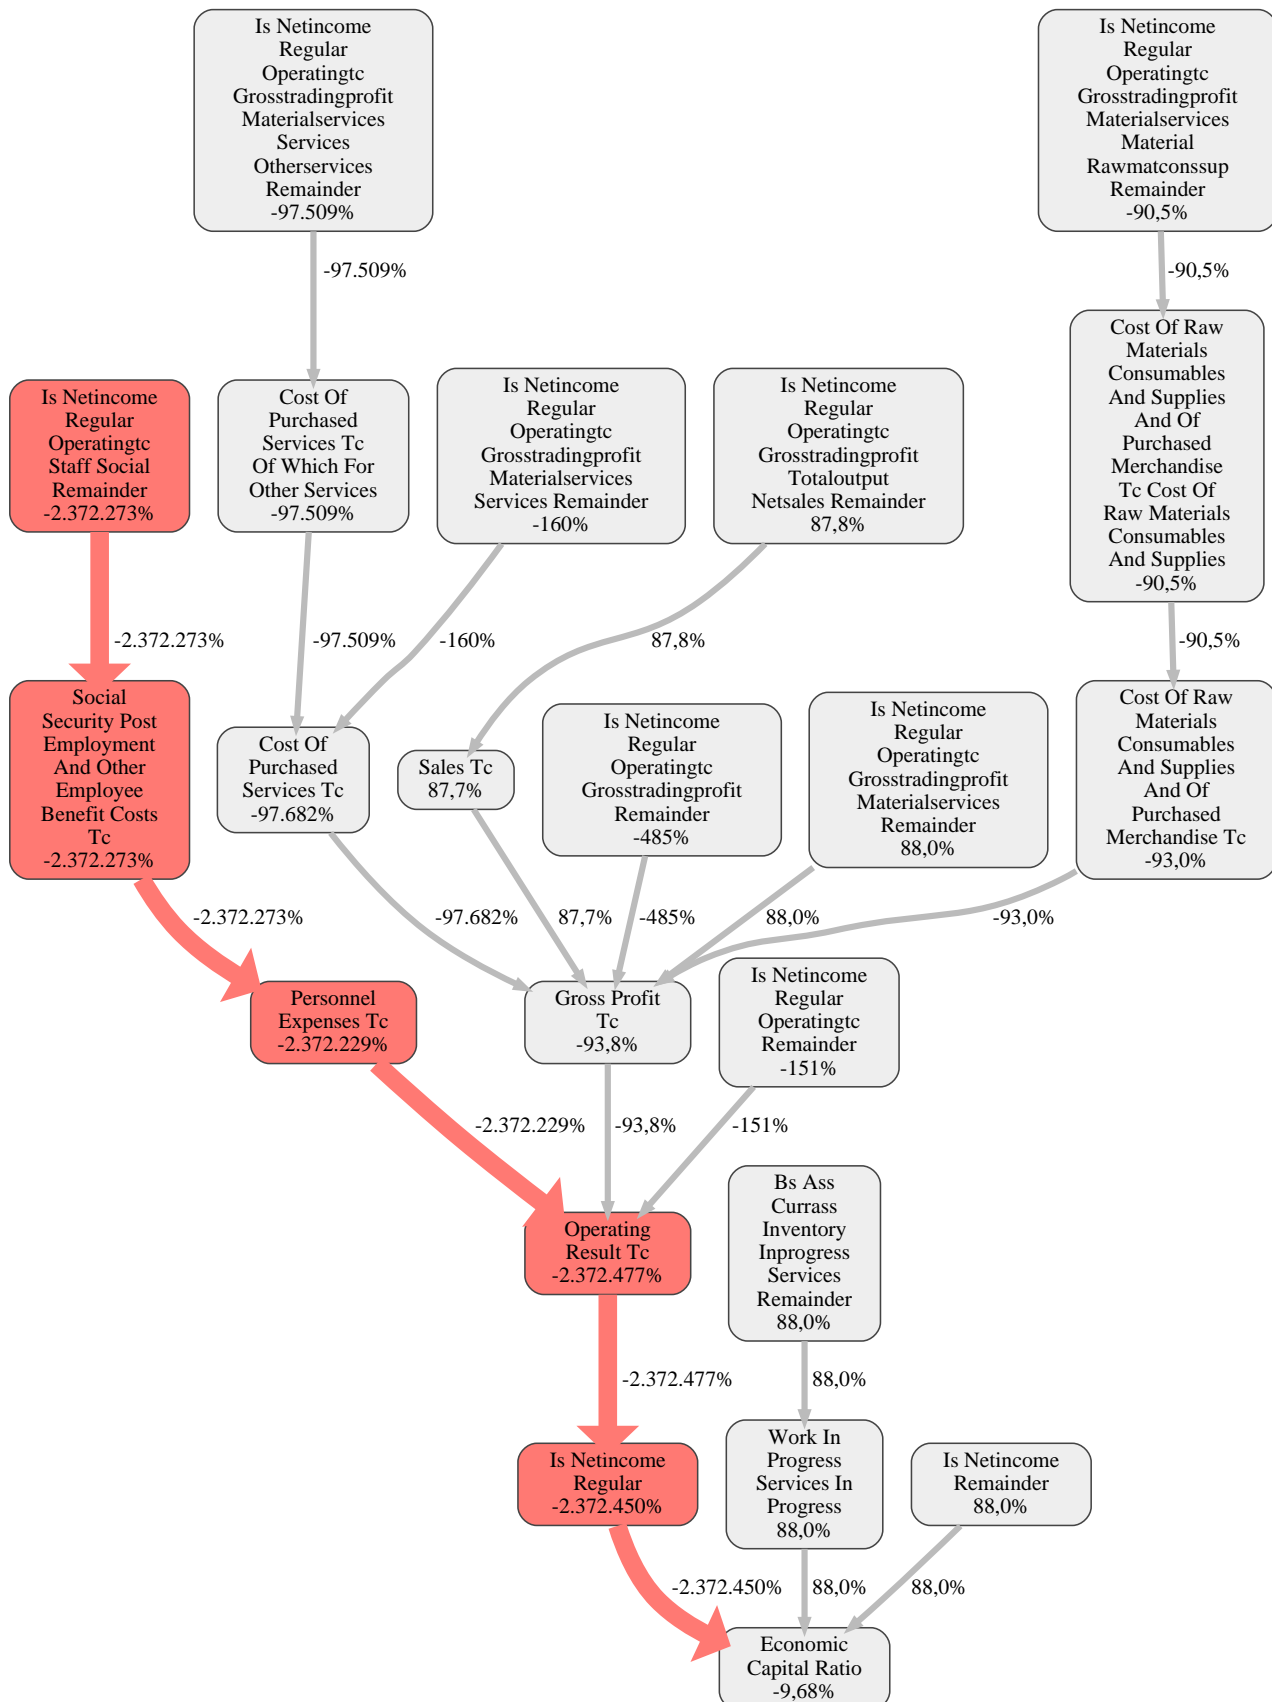 Is Netincome
Regular
Operatingtc
Grosstradingprofit
Materialservices
Services
Otherservices
Remainder
-97.509%
Is Netincome
Regular
Operatingtc
Grosstradingprofit
Materialservices
Material
Rawmatconssup
Remainder
-90,5%
-97.509%
-90,5%
Is Netincome
Regular
Operatingtc
Staff Social
Remainder
-2.372.273%
Cost Of
Purchased
Services Tc
Of Which For
Other Services
-97.509%
Is Netincome
Regular
Operatingtc
Grosstradingprofit
Materialservices
Services Remainder
-160%
Is Netincome
Regular
Operatingtc
Grosstradingprofit
Totaloutput
Netsales Remainder
87,8%
Cost Of Raw
Materials
Consumables
And Supplies
And Of
Purchased
Merchandise
Tc Cost Of
Raw Materials
Consumables
And Supplies
-90,5%
-2.372.273%
-97.509%
-160%
87,8%
-90,5%
Social
Security Post
Employment
And Other
Employee
Benefit Costs
Tc
-2.372.273%
Cost Of
Purchased
Services Tc
-97.682%
Sales Tc
87,7%
Is Netincome
Regular
Operatingtc
Grosstradingprofit
Remainder
-485%
Is Netincome
Regular
Operatingtc
Grosstradingprofit
Materialservices
Remainder
88,0%
Cost Of Raw
Materials
Consumables
And Supplies
And Of
Purchased
Merchandise Tc
-93,0%
-2.372.273%
-97.682%
87,7%
-485%
88,0%
-93,0%
Personnel
Expenses Tc
-2.372.229%
Gross Profit
Tc
-93,8%
Is Netincome
Regular
Operatingtc
Remainder
-151%
-2.372.229%
-93,8%
-151%
Operating
Result Tc
-2.372.477%
Bs Ass
Currass
Inventory
Inprogress
Services
Remainder
88,0%
-2.372.477%
88,0%
Is Netincome
Regular
-2.372.450%
Work In
Progress
Services In
Progress
88,0%
Is Netincome
Remainder
88,0%
-2.372.450%
88,0%
88,0%
Economic
Capital Ratio
-9,68%